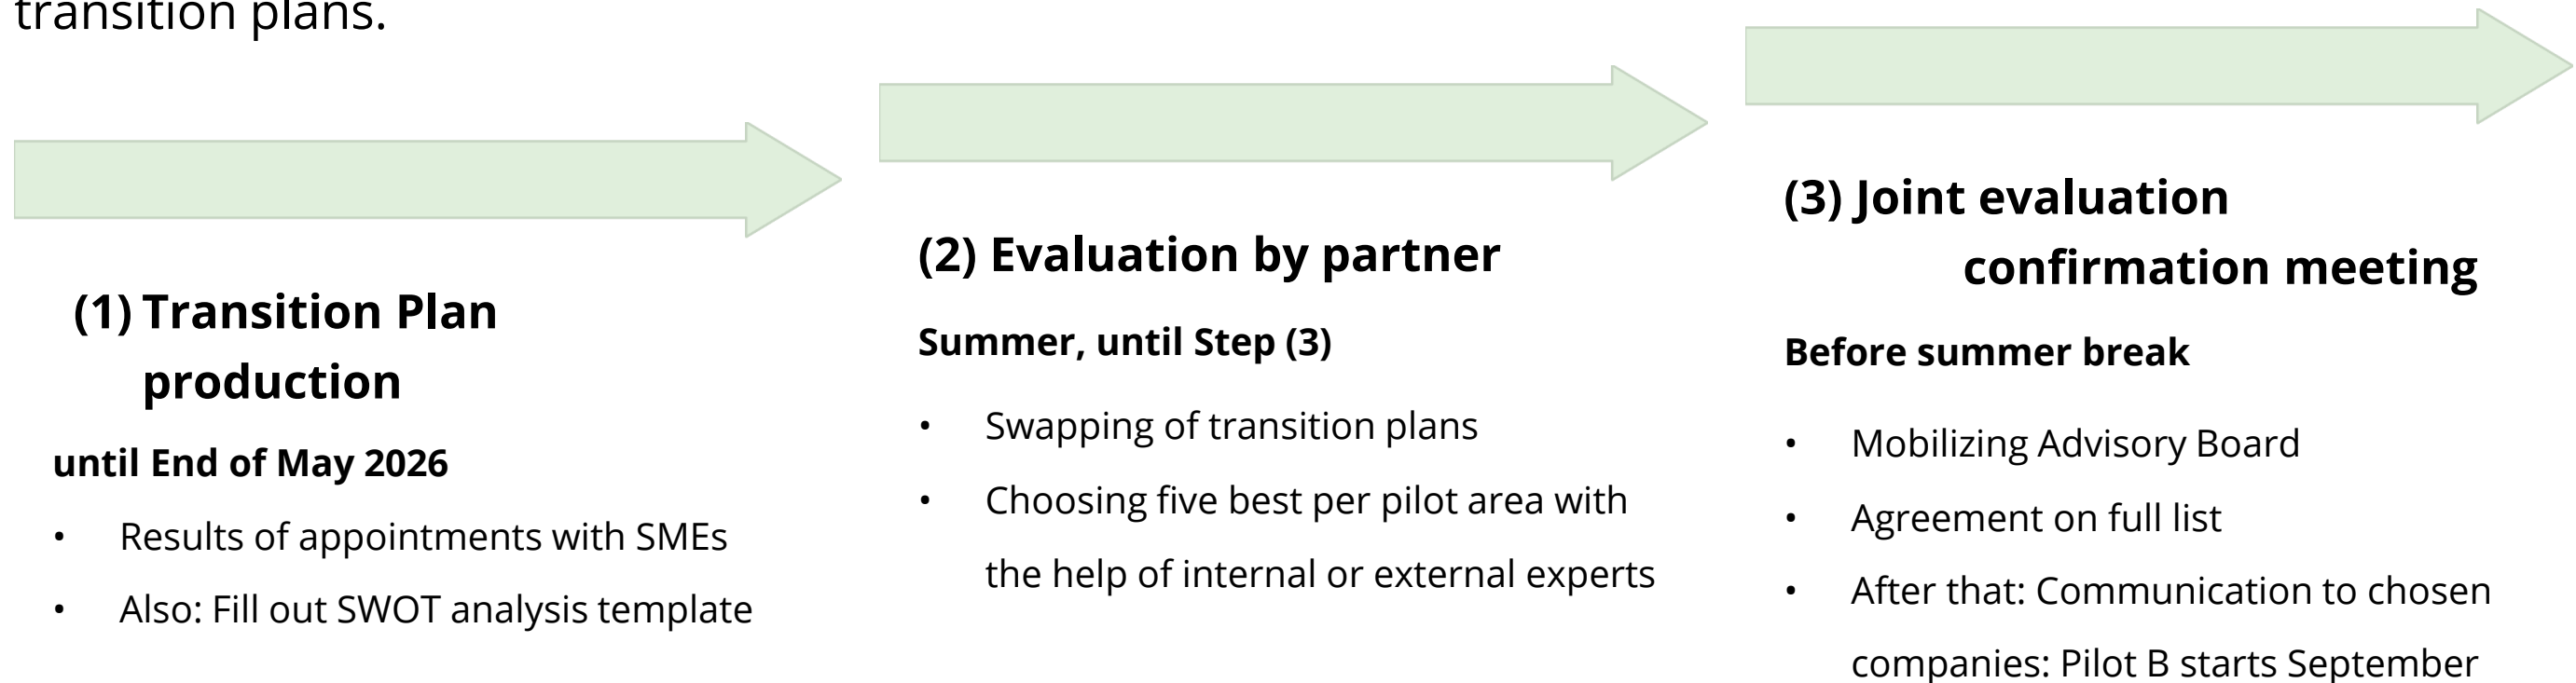 transition plans.
(1) Transition Plan
production
until End of May 2026
• Results of appointments with SMEs
• Also: Fill out SWOT analysis template
(2) Evaluation by partner
Summer, until Step (3)
• Swapping of transition plans
• Choosing five best per pilot area with
the help of internal or external experts
(3) Joint evaluation
confirmation meeting
Before summer break
• Mobilizing Advisory Board
• Agreement on full list
• After that: Communication to chosen
companies: Pilot B starts September